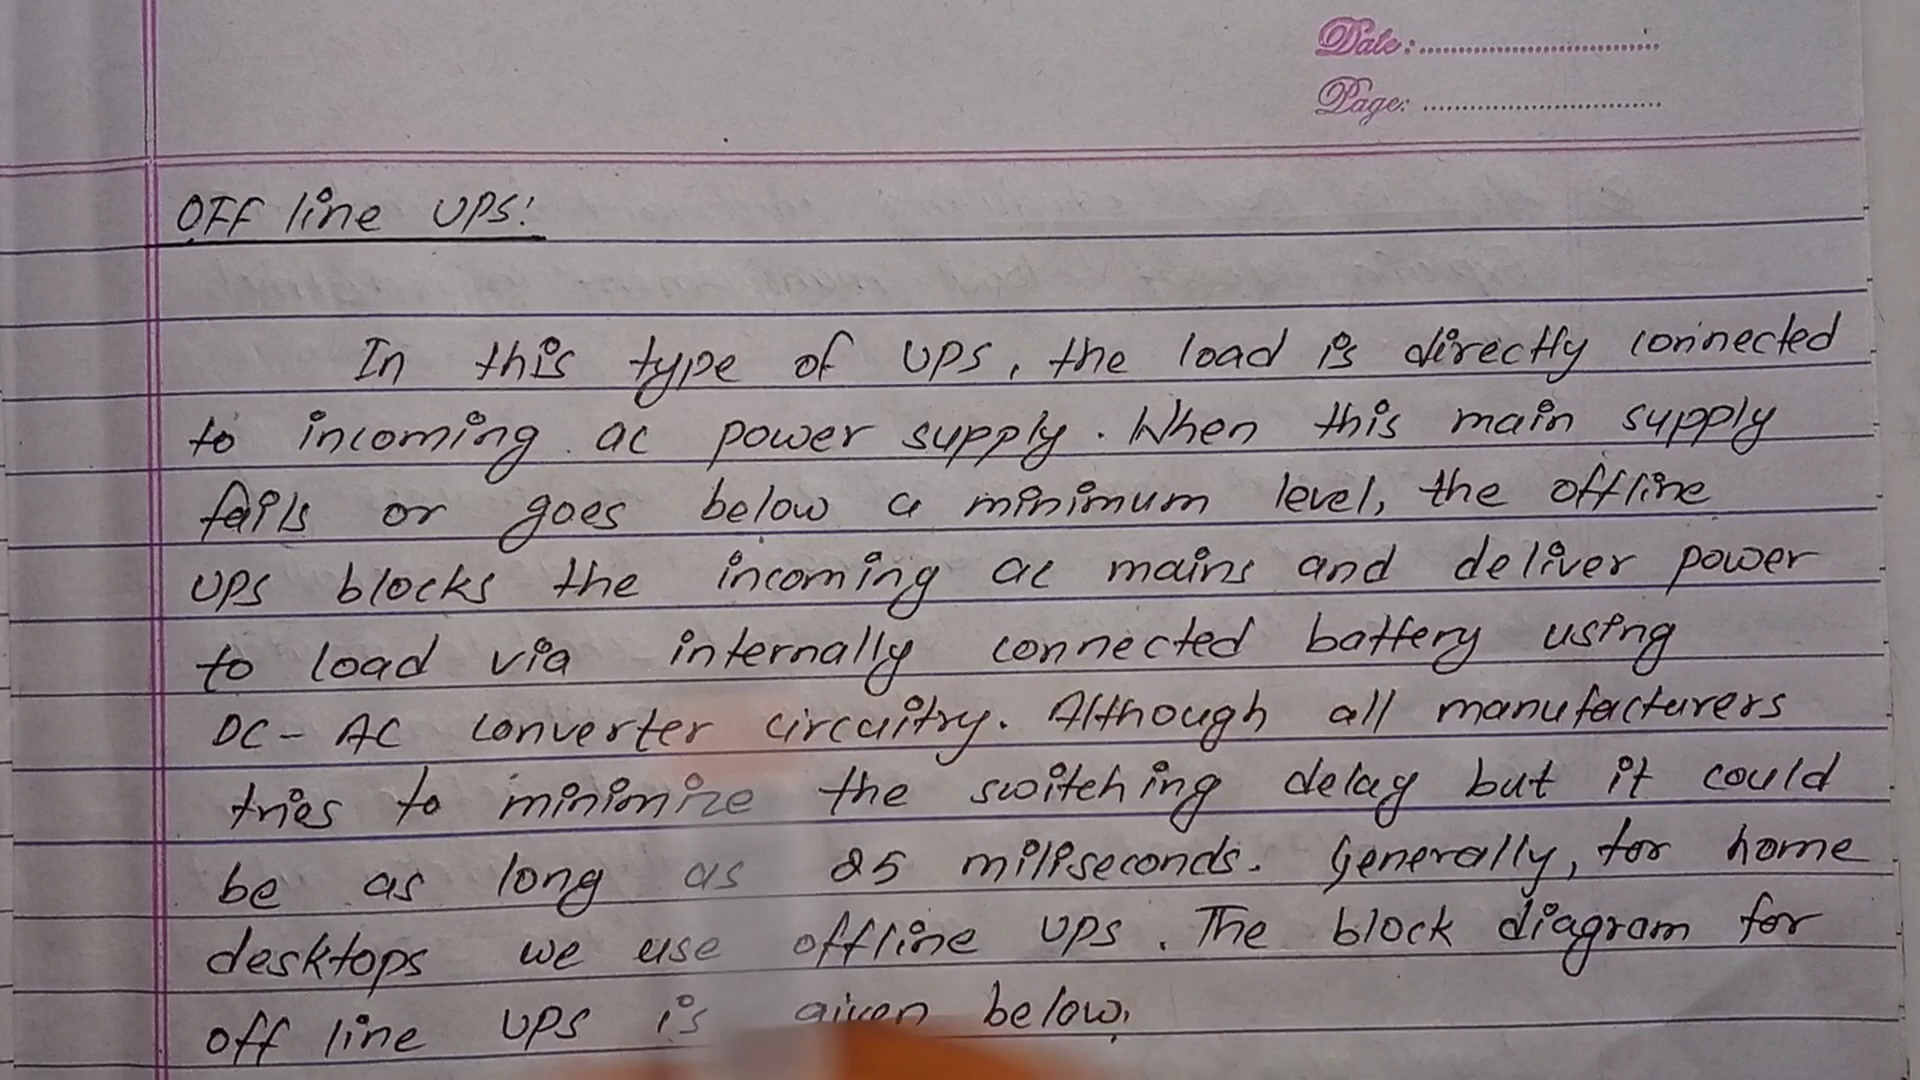 Date:
Page:
OFF line UPS:
In this type of UPS, the load is directly connected
to incoming ac power supply. When this main supply
fails or goes below a minimum level, the offline
UPS blocks the incoming ac mains and deliver power
to load via internally connected battery using
DC - AC converter circuitry. Although all manufacturers
tries to minimize the switching delay but it could
be as long as 25 miliseconds. Generally, for home
desktops we use offline UPS. The block diagram for
off line UPS is given below.